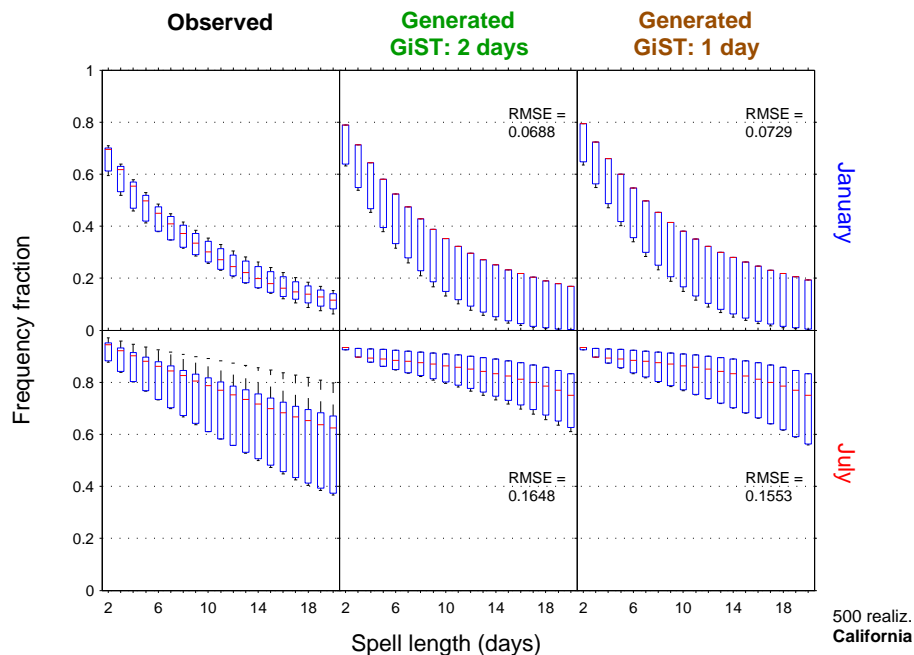 Observed
Generated
GiST: 2 days
Generated
GiST: 1 day
1
0.8
0.6
0.4
0.2
0
RMSE =
0.0688
RMSE =
0.0729
January
Frequency fraction
0.8
0.6
0.4
0.2
0
RMSE =
0.1648
RMSE =
0.1553
July
2 6 10 14 18
2 6 10 14 18
2 6 10 14 18
Spell length (days)
500 realiz.
California